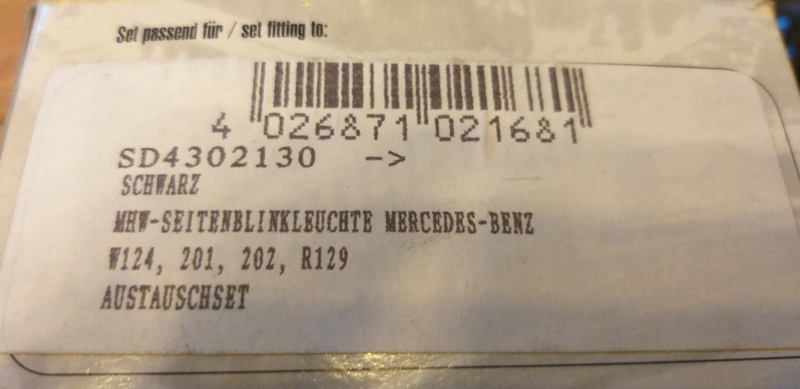 Set passend für / set fitting to:
4 026871 021681
SD4302130 ->
SCHWARZ
MHW-SEITENBLINKLEUCHTE MERCEDES-BENZ
W124, 201, 202, R129
AUSTAUSCHSET